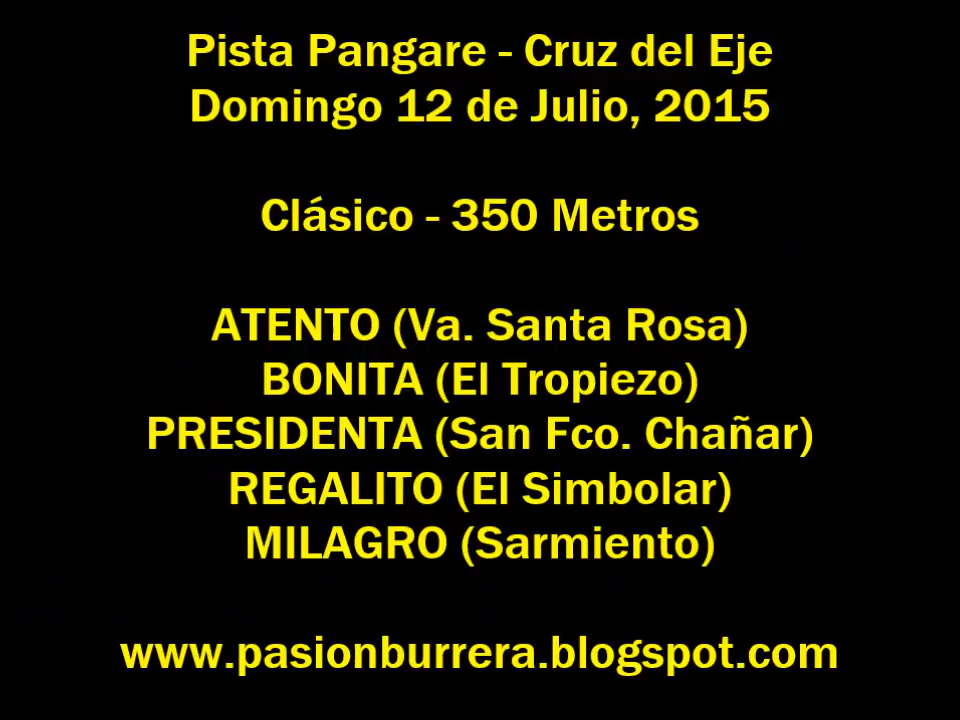 Pista Pangare - Cruz del Eje
Domingo 12 de Julio, 2015
Clásico - 350 Metros
ATENTO (Va. Santa Rosa)
BONITA (El Tropiezo)
PRESIDENTA (San Fco. Chañar)
REGALITO (El Simbolar)
MILAGRO (Sarmiento)
www.pasionburrera.blogspot.com